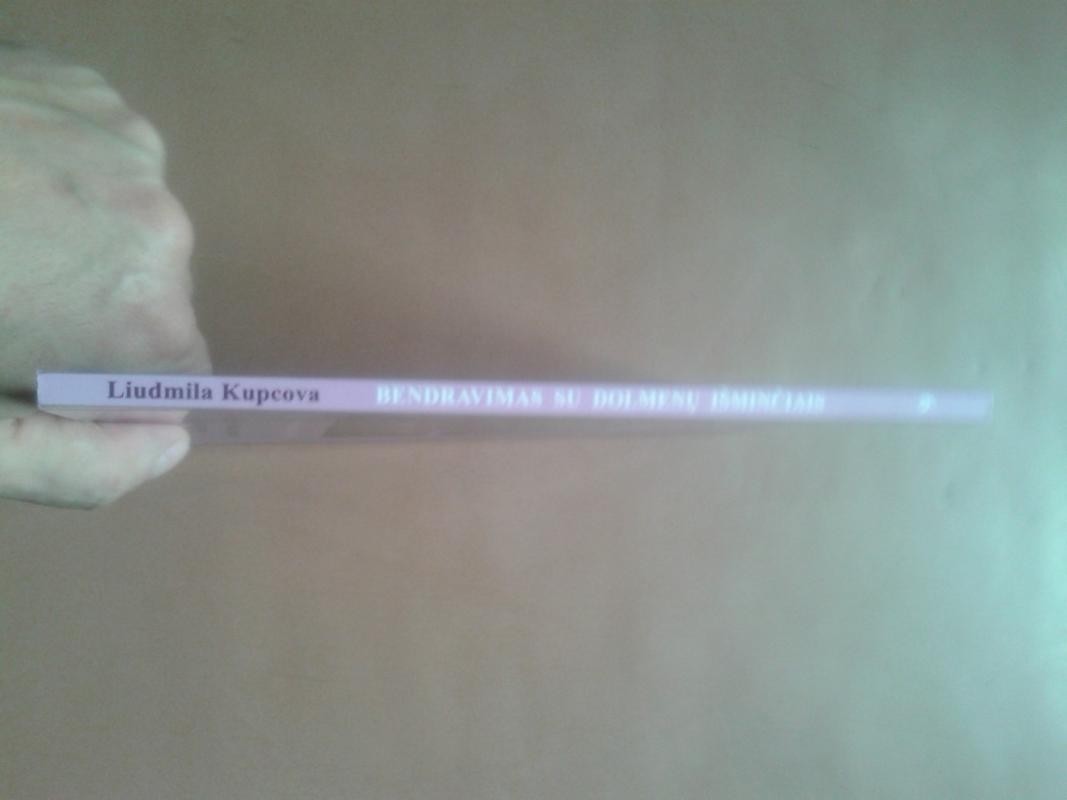 Liudmila Kupcova BENDRAVIMAS SU DOLMENŲ IŠMINČIAIS